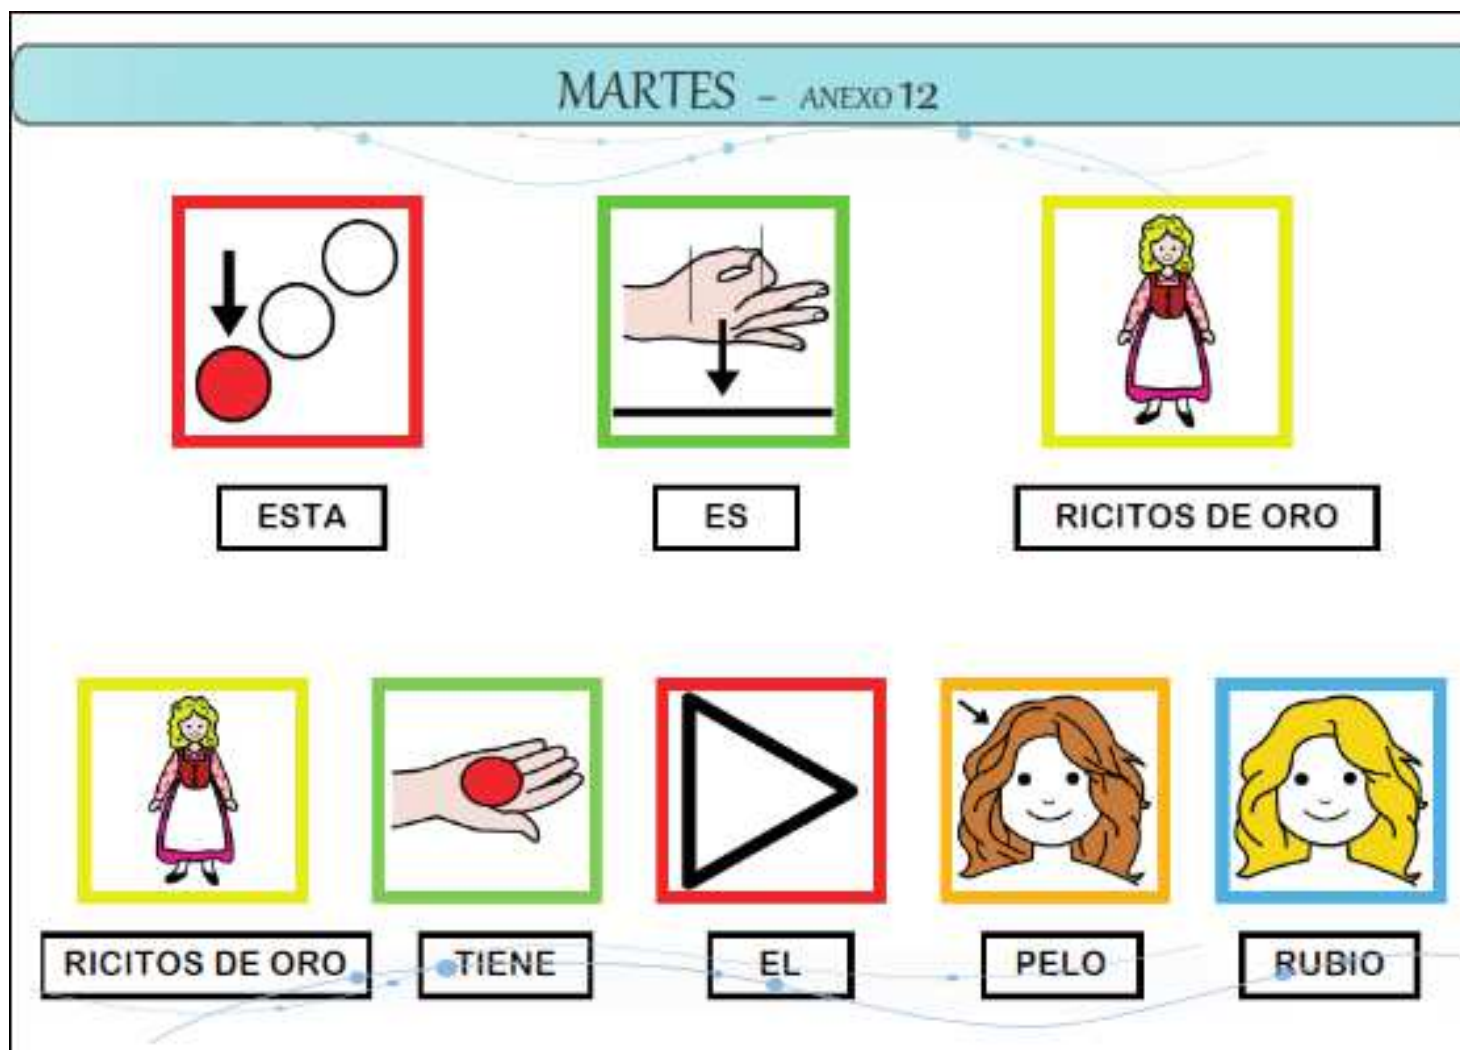 MARTES – ANEXO 12
ESTA ES RICITOS DE ORO
RICITOS DE ORO TIENE EL PELO RUBIO